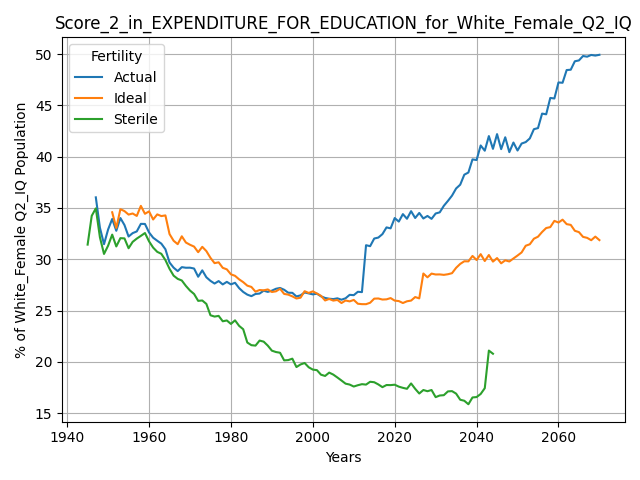 Score_2_in_EXPENDITURE_FOR_EDUCATION_for_White_Female_Q2_IQ
% of White_Female Q2_IQ Population
50
45
40
35
30
25
20
15
Fertility
Actual
Ideal
Sterile
1940 1960 1980 2000 2020 2040 2060
Years